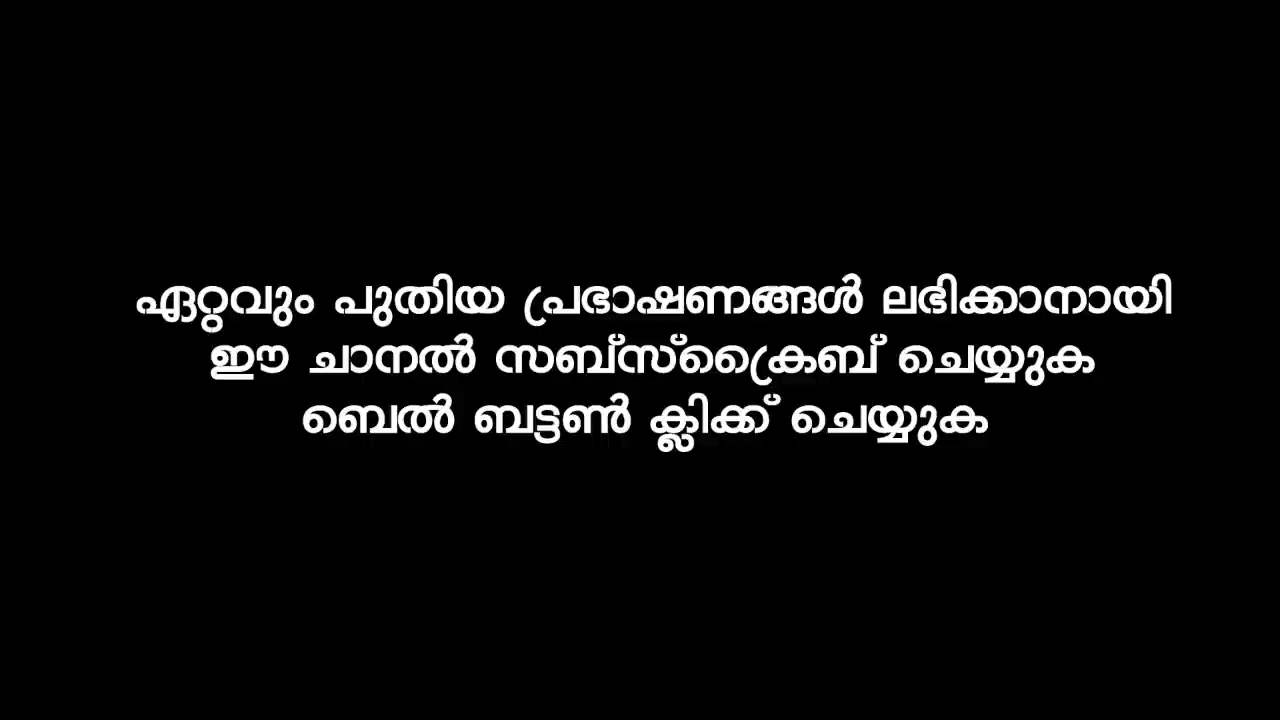 ഏറ്റവും പുതിയ പ്രഭാഷണങ്ങൾ ലഭിക്കാനായി
ഈ ചാനൽ സബ്സ്ക്രൈബ് ചെയ്യുക
ബെൽ ബട്ടൺ ക്ലിക്ക് ചെയ്യുക